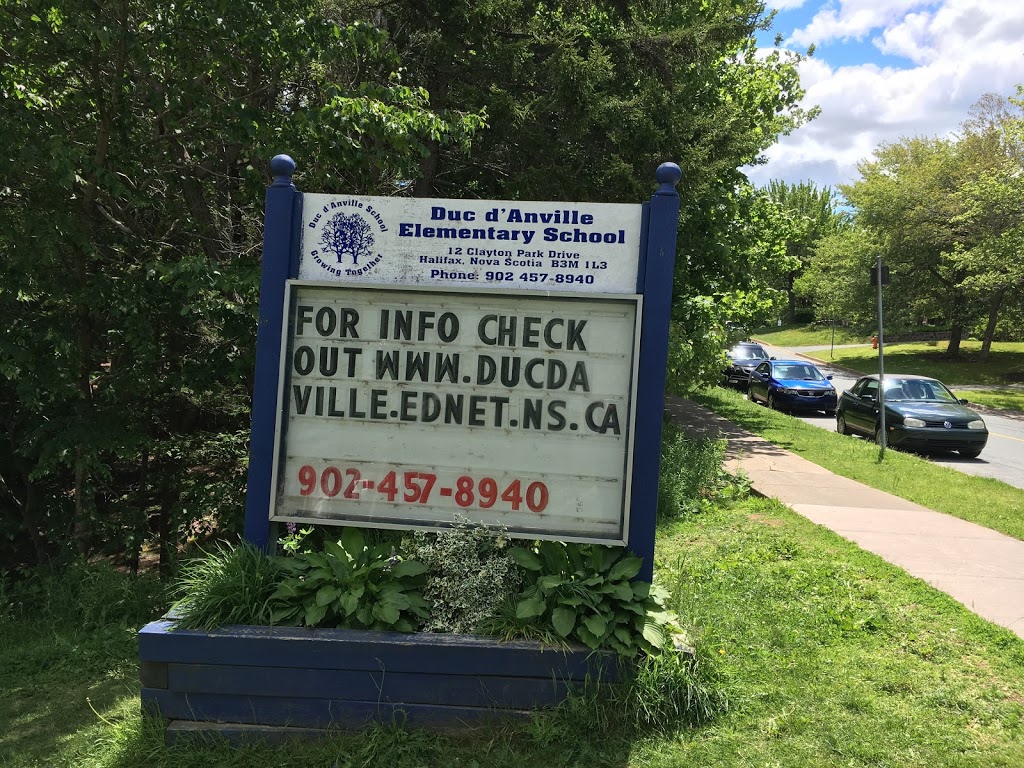 Duc d'Anville School
Growing Together
Duc d'Anville
Elementary School
12 Clayton Park Drive
Halifax, Nova Scotia B3M 1L3
Phone: 902 457-8940
FOR INFO CHECK
OUT WWW.DUCDA
VILLE.EDNET.NS.CA
902-457-8940